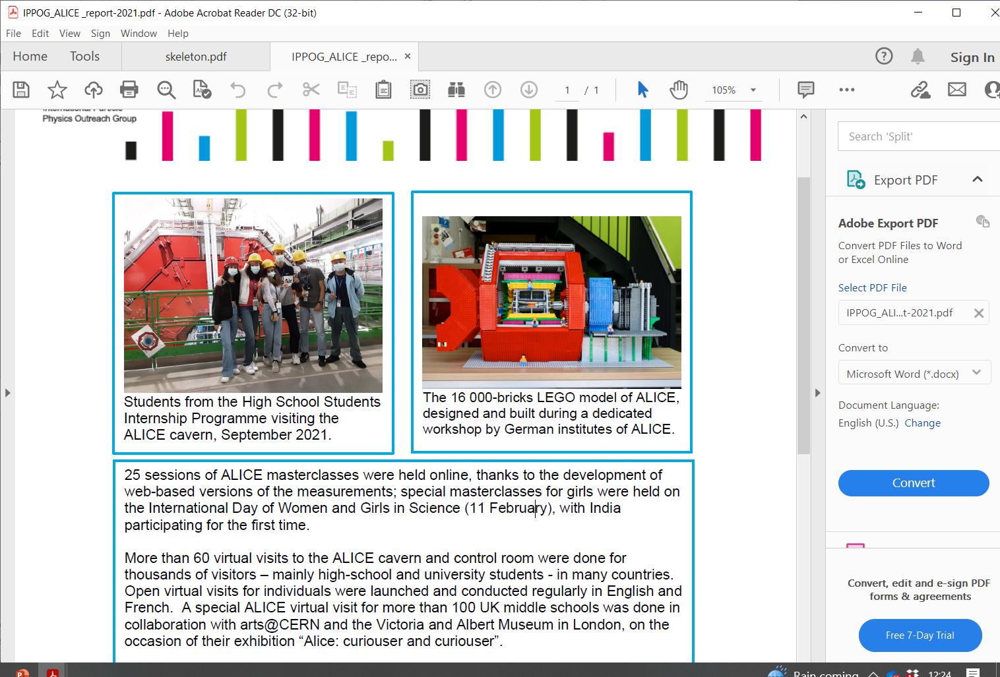 IPPOG_ALICE _report-2021.pdf - Adobe Acrobat Reader DC (32-bit)
File Edit View Sign Window Help
Home Tools skeleton.pdf IPPOG_ALICE _repo... × Sign In
1 / 1 105%
Physics Outreach Group
Search 'Split'
Export PDF
Adobe Export PDF
Convert PDF Files to Word
or Excel Online
Select PDF File
IPPOG_ALI...t-2021.pdf
Convert to
Microsoft Word (*.docx)
Document Language:
English (U.S.) Change
Convert
Convert, edit and e-sign PDF
forms & agreements
Free 7-Day Trial
Students from the High School Students
Internship Programme visiting the
ALICE cavern, September 2021.
The 16 000-bricks LEGO model of ALICE,
designed and built during a dedicated
workshop by German institutes of ALICE.
25 sessions of ALICE masterclasses were held online, thanks to the development of
web-based versions of the measurements; special masterclasses for girls were held on
the International Day of Women and Girls in Science (11 February), with India
participating for the first time.
More than 60 virtual visits to the ALICE cavern and control room were done for
thousands of visitors – mainly high-school and university students - in many countries.
Open virtual visits for individuals were launched and conducted regularly in English and
French.  A special ALICE virtual visit for more than 100 UK middle schools was done in
collaboration with arts@CERN and the Victoria and Albert Museum in London, on the
occasion of their exhibition “Alice: curiouser and curiouser”.
Rain coming 12:24